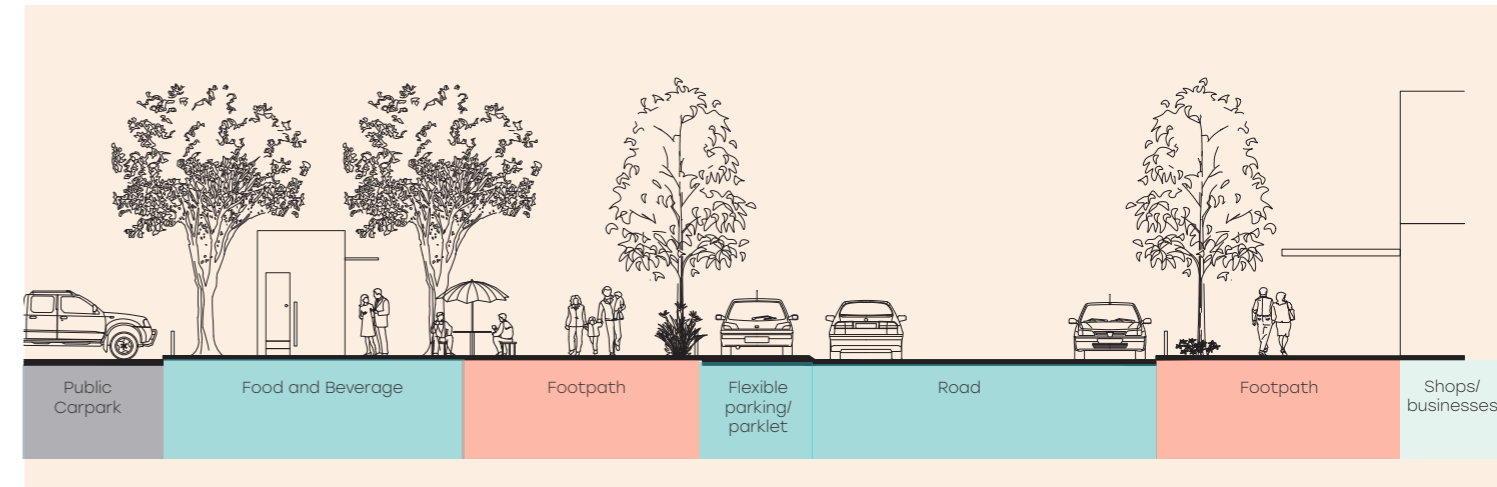 Public
Carpark
Food and Beverage
Footpath
Flexible
parking/
parklet
Road
Footpath
Shops/
businesses